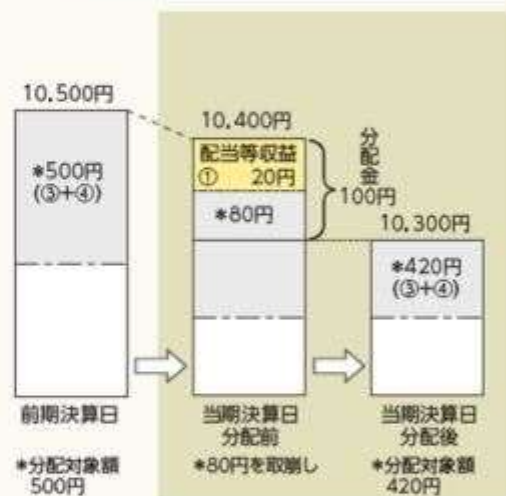 10,500円
*500円
(③+④)
前期決算日
*分配対象額
500円
10,400円
配当等収益
① 20円
*80円
分配金
100円
当期決算日
分配前
*80円を取崩し
10,300円
*420円
(③+④)
当期決算日
分配後
*分配対象額
420円